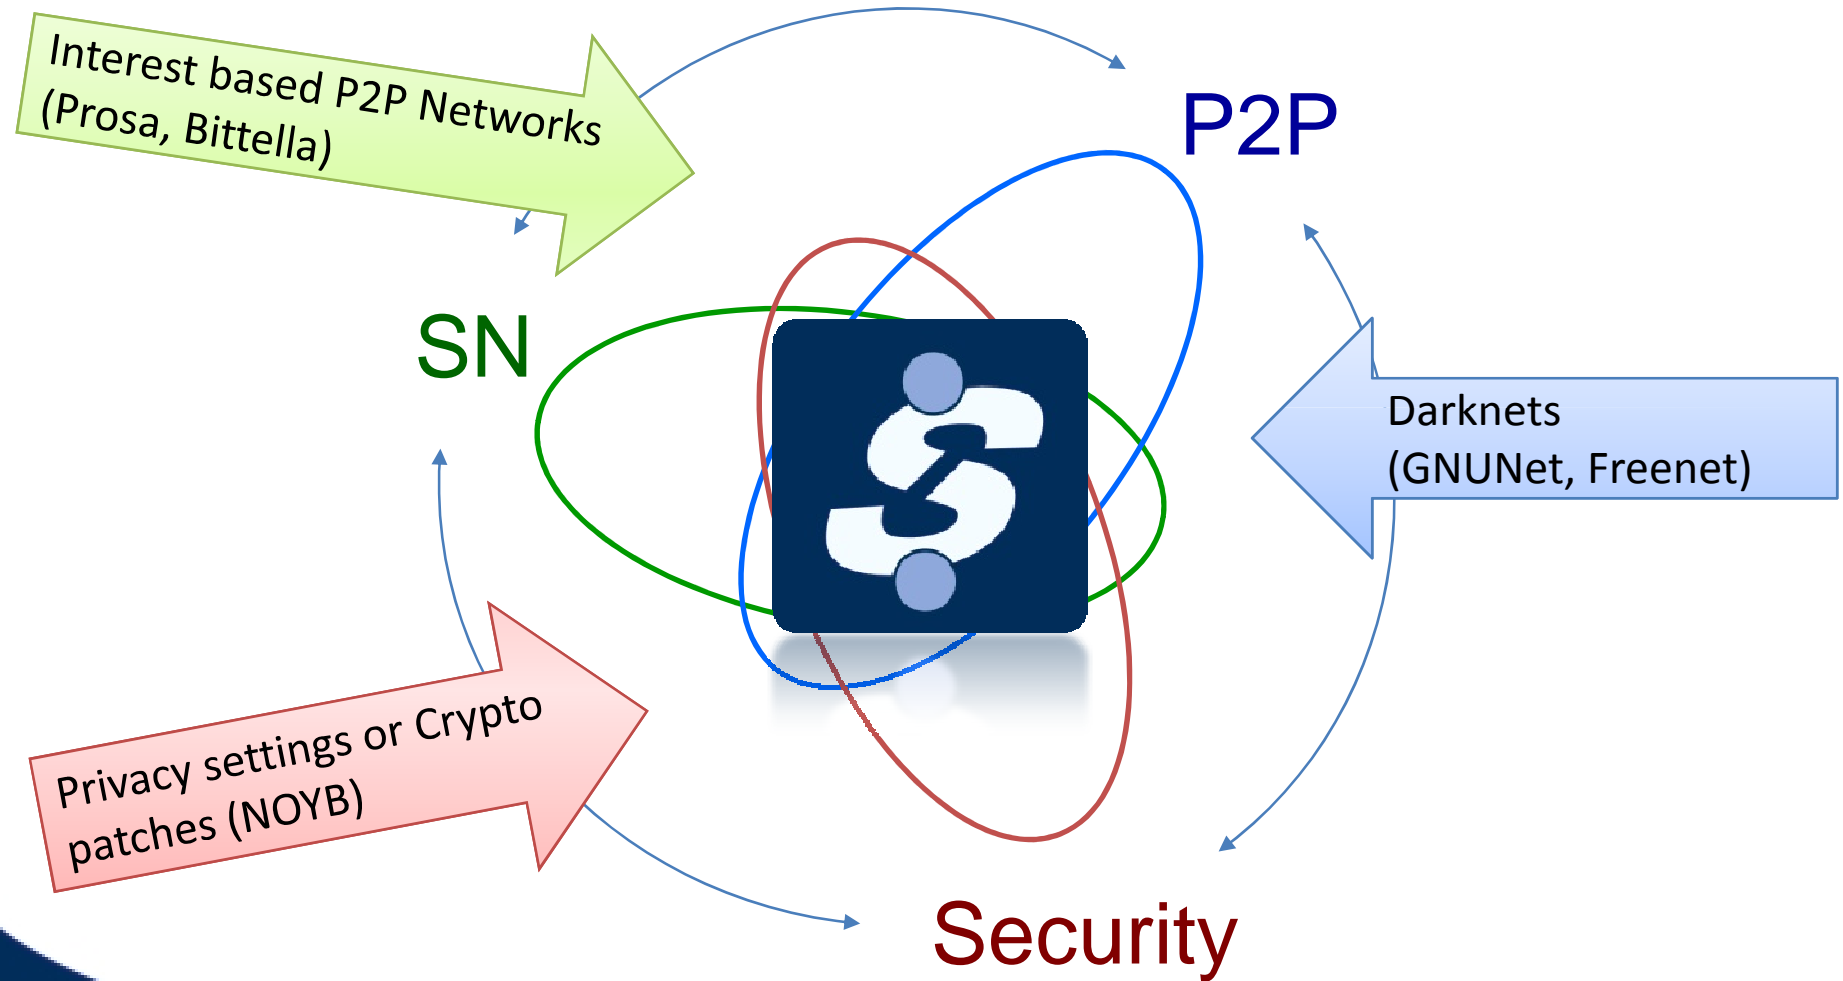 Interest based P2P Networks
(Prosa, Bittella)
P2P
SN
Darknets
(GNUNet, Freenet)
Privacy settings or Crypto
patches (NOYB)
Security